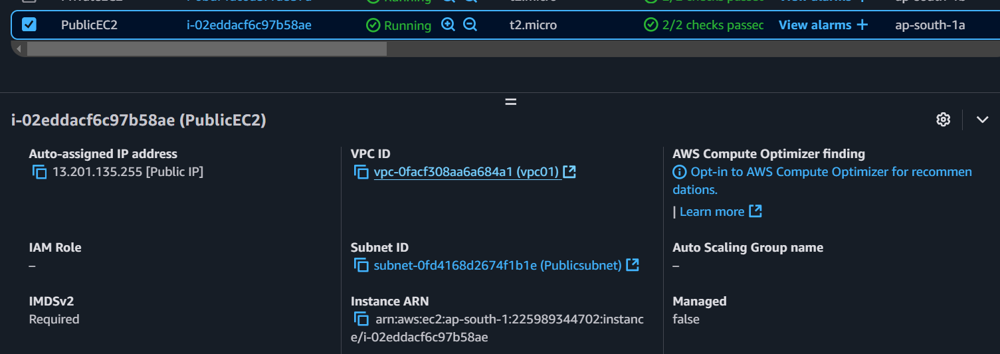 PublicEC2 i-02eddacf6c97b58ae Running t2.micro 2/2 checks passec View alarms + ap-south-1a
i-02eddacf6c97b58ae (PublicEC2)
Auto-assigned IP address
13.201.135.255 [Public IP]
VPC ID
vpc-0facf308aa6a684a1 (vpc01)
AWS Compute Optimizer finding
Opt-in to AWS Compute Optimizer for recommen
dations.
| Learn more
IAM Role
–
Subnet ID
subnet-0fd4168d2674f1b1e (Publicsubnet)
Auto Scaling Group name
–
IMDSv2
Required
Instance ARN
arn:aws:ec2:ap-south-1:225989344702:instanc
e/i-02eddacf6c97b58ae
Managed
false